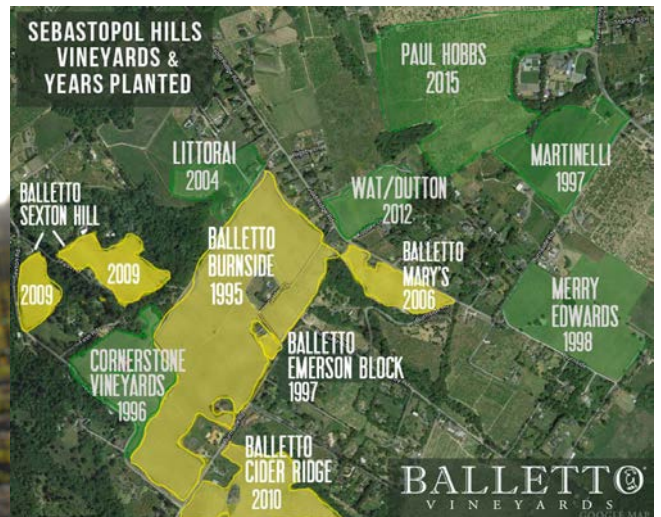 SEBASTOPOL HILLS
VINEYARDS &
YEARS PLANTED
PAUL HOBBS
2015
LITTORAI
2004
MARTINELLI
1997
WAT/DUTTON
2012
BALLETTO
SEXTON HILL
2009
2009
BALLETTO
BURNSIDE
1995
BALLETTO
MARY'S
2006
MERRY
EDWARDS
1998
CORNERSTONE
VINEYARDS
1996
BALLETTO
EMERSON BLOCK
1997
BALLETTO
CIDER RIDGE
2010
BALLETTO
VINEYARDS
GOOGLE MAP